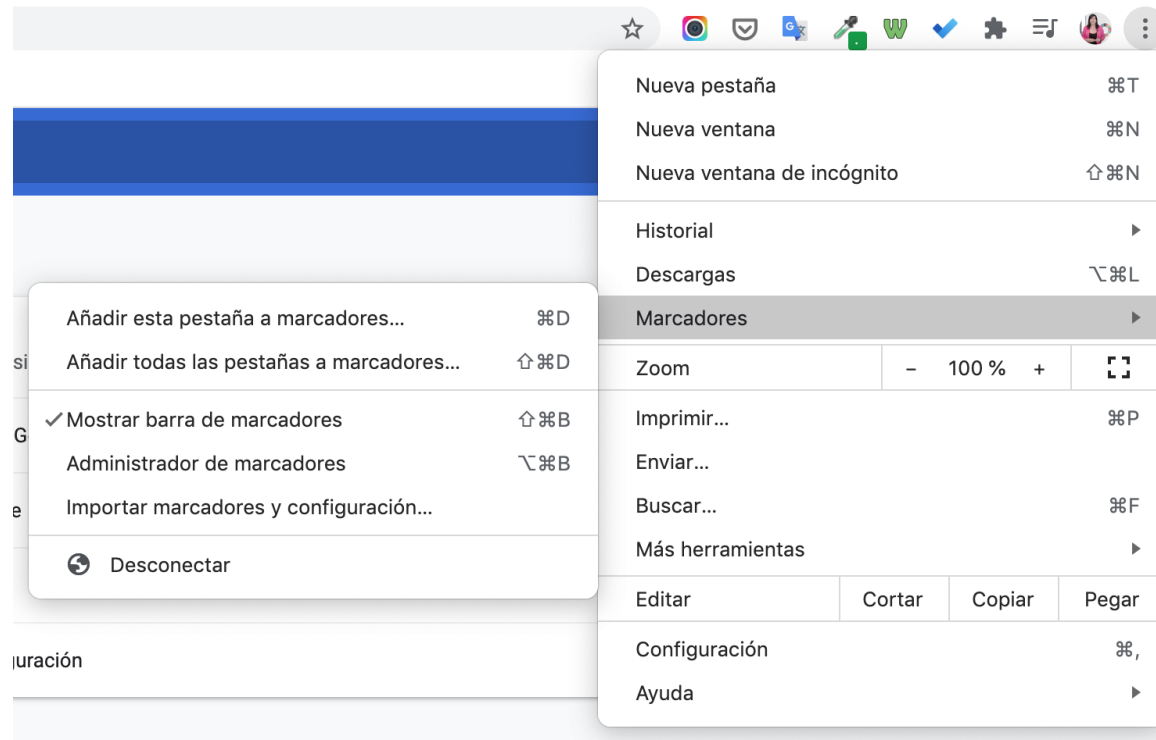 Nueva pestaña ⌘T
Nueva ventana ⌘N
Nueva ventana de incógnito ⇧⌘N
Historial
Descargas ⌥⌘L
Marcadores
Zoom - 100 % +
Imprimir... ⌘P
Enviar...
Buscar... ⌘F
Más herramientas
Editar Cortar Copiar Pegar
Configuración ⌘,
Ayuda
Añadir esta pestaña a marcadores... ⌘D
Añadir todas las pestañas a marcadores... ⇧⌘D
✓ Mostrar barra de marcadores ⇧⌘B
Administrador de marcadores ⌥⌘B
Importar marcadores y configuración...
Desconectar
si
G
e
uración